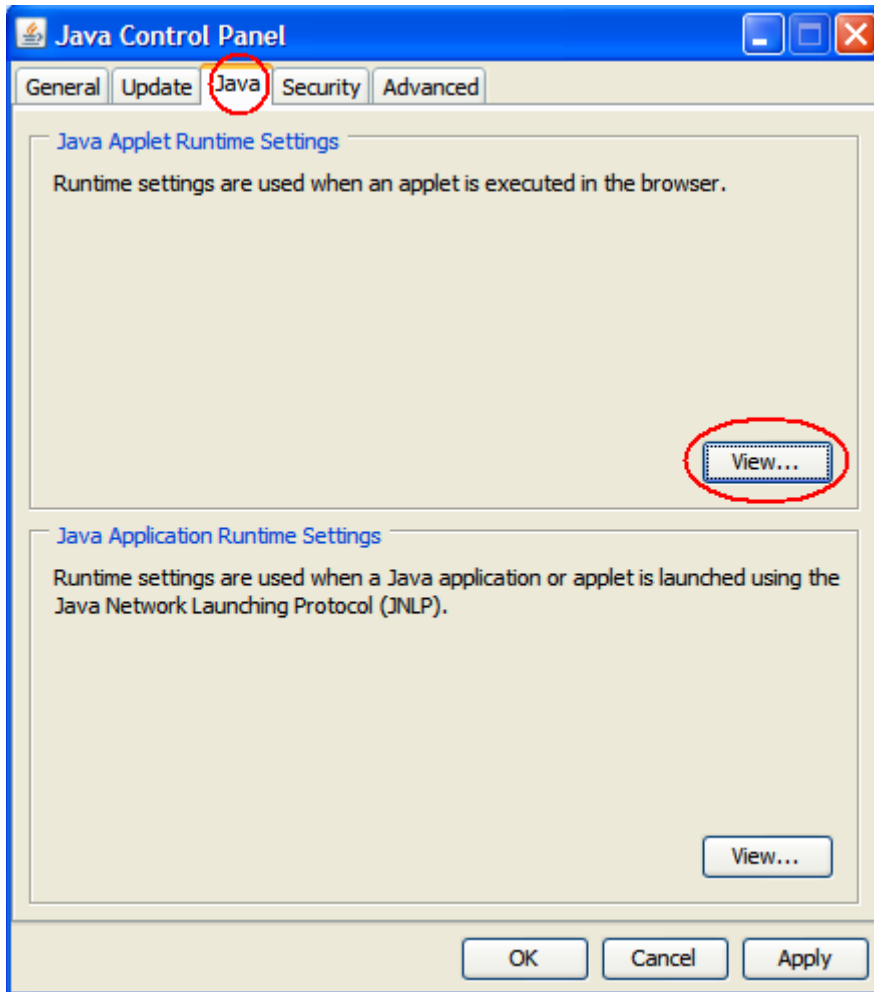 Java Control Panel
General Update Java Security Advanced
Java Applet Runtime Settings
Runtime settings are used when an applet is executed in the browser.
View...
Java Application Runtime Settings
Runtime settings are used when a Java application or applet is launched using the
Java Network Launching Protocol (JNLP).
View...
OK Cancel Apply